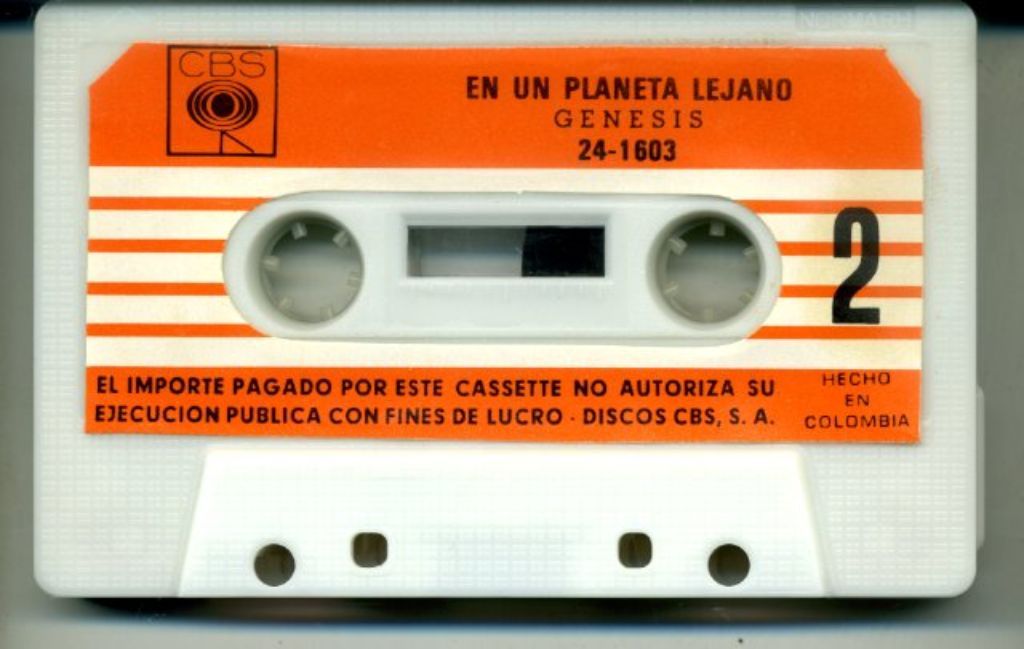 NORMARH
CBS
EN UN PLANETA LEJANO
GENESIS
24-1603
2
EL IMPORTE PAGADO POR ESTE CASSETTE NO AUTORIZA SU
EJECUCION PUBLICA CON FINES DE LUCRO · DISCOS CBS, S. A.
HECHO
EN
COLOMBIA